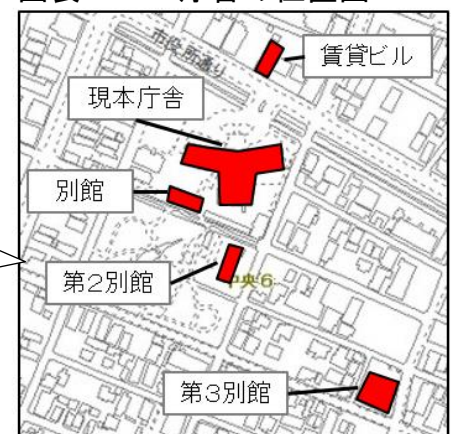 市役所通り
賃貸ビル
現本庁舎
別館
第2別館
中央6
第3別館